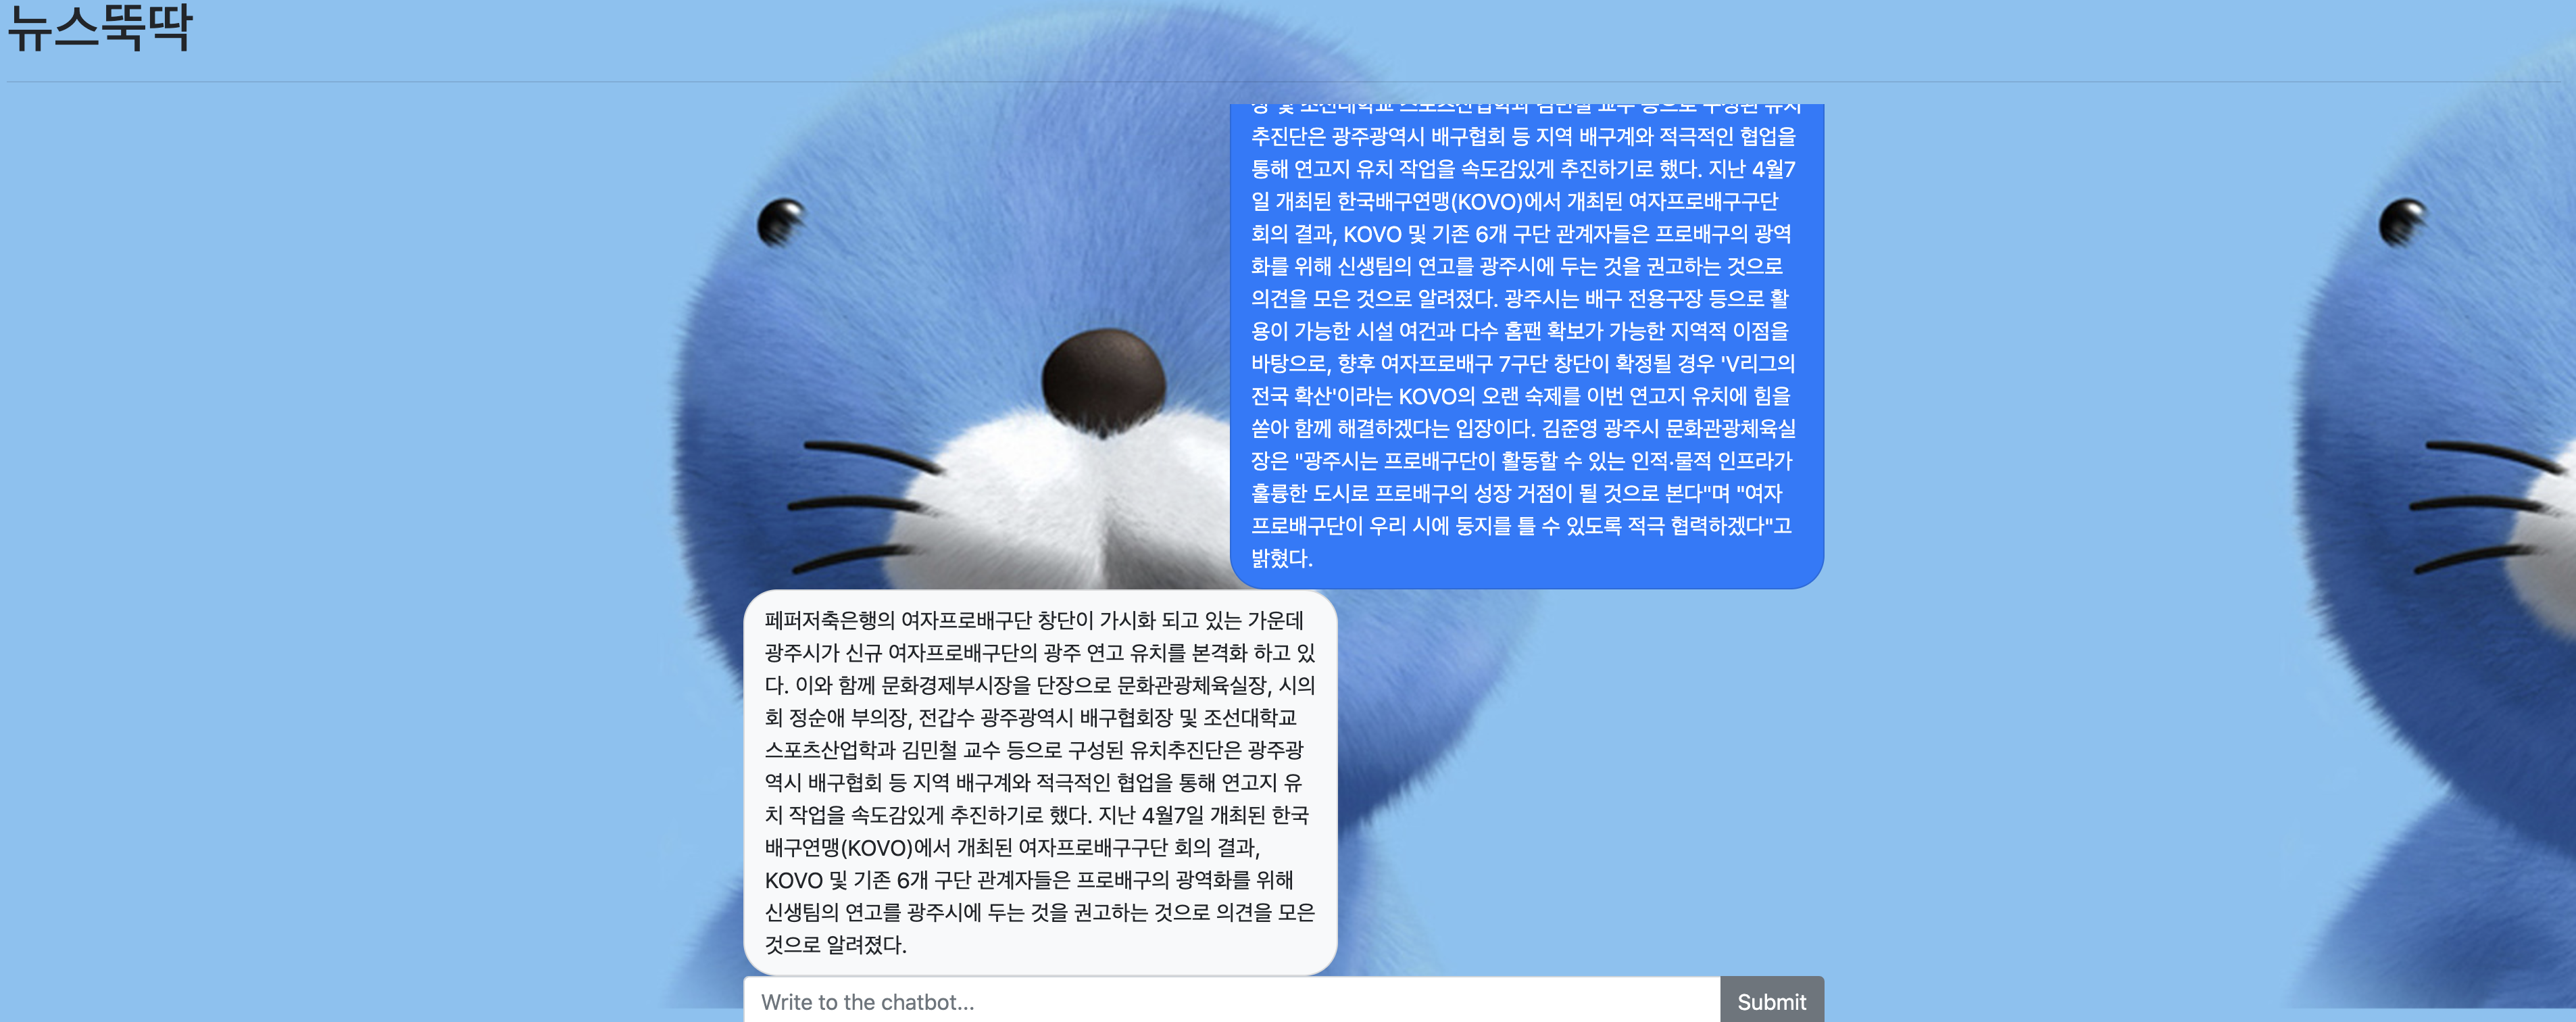 뉴스뚝딱
장 및 조선대학교 스포츠산업학과 김민철 교수 등으로 구성된 유치
추진단은 광주광역시 배구협회 등 지역 배구계와 적극적인 협업을
통해 연고지 유치 작업을 속도감있게 추진하기로 했다. 지난 4월7
일 개최된 한국배구연맹(KOVO)에서 개최된 여자프로배구구단
회의 결과, KOVO 및 기존 6개 구단 관계자들은 프로배구의 광역
화를 위해 신생팀의 연고를 광주시에 두는 것을 권고하는 것으로
의견을 모은 것으로 알려졌다. 광주시는 배구 전용구장 등으로 활
용이 가능한 시설 여건과 다수 홈팬 확보가 가능한 지역적 이점을
바탕으로, 향후 여자프로배구 7구단 창단이 확정될 경우 'V리그의
전국 확산'이라는 KOVO의 오랜 숙제를 이번 연고지 유치에 힘을
쏟아 함께 해결하겠다는 입장이다. 김준영 광주시 문화관광체육실
장은 "광주시는 프로배구단이 활동할 수 있는 인적·물적 인프라가
훌륭한 도시로 프로배구의 성장 거점이 될 것으로 본다"며 "여자
프로배구단이 우리 시에 둥지를 틀 수 있도록 적극 협력하겠다"고
밝혔다.
페퍼저축은행의 여자프로배구단 창단이 가시화 되고 있는 가운데
광주시가 신규 여자프로배구단의 광주 연고 유치를 본격화 하고 있
다. 이와 함께 문화경제부시장을 단장으로 문화관광체육실장, 시의
회 정순애 부의장, 전갑수 광주광역시 배구협회장 및 조선대학교
스포츠산업학과 김민철 교수 등으로 구성된 유치추진단은 광주광
역시 배구협회 등 지역 배구계와 적극적인 협업을 통해 연고지 유
치 작업을 속도감있게 추진하기로 했다. 지난 4월7일 개최된 한국
배구연맹(KOVO)에서 개최된 여자프로배구구단 회의 결과,
KOVO 및 기존 6개 구단 관계자들은 프로배구의 광역화를 위해
신생팀의 연고를 광주시에 두는 것을 권고하는 것으로 의견을 모은
것으로 알려졌다.
Write to the chatbot...
Submit